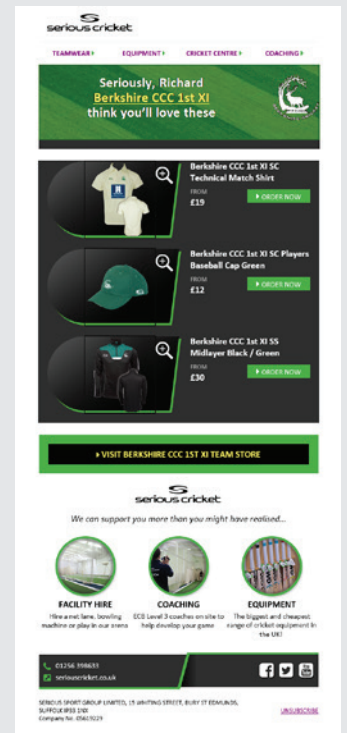 serious cricket
TEAMWEAR EQUIPMENT CRICKET CENTRE COACHING
Seriously, Richard
Berkshire CCC 1st XI
think you'll love these
Berkshire CCC 1st XI SC
Technical Match Shirt
FROM
£19
ORDER NOW
Berkshire CCC 1st XI SC Players
Baseball Cap Green
FROM
£12
ORDER NOW
Berkshire CCC 1st XI SS
Midlayer Black / Green
FROM
£30
ORDER NOW
VISIT BERKSHIRE CCC 1ST XI TEAM STORE
serious cricket
We can support you more than you might have realised...
FACILITY HIRE
Hire a net lane, bowling
machine or play in our arena
COACHING
ECB Level 3 coaches on site to
help develop your game
EQUIPMENT
The biggest and cheapest
range of cricket equipment in
the UK!
01256 398633
seriouscricket.co.uk
SERIOUS SPORT GROUP LIMITED, 15 WHITING STREET, BURY ST EDMUNDS,
SUFFOLK IP33 1NX
Company No. 05613229
UNSUBSCRIBE